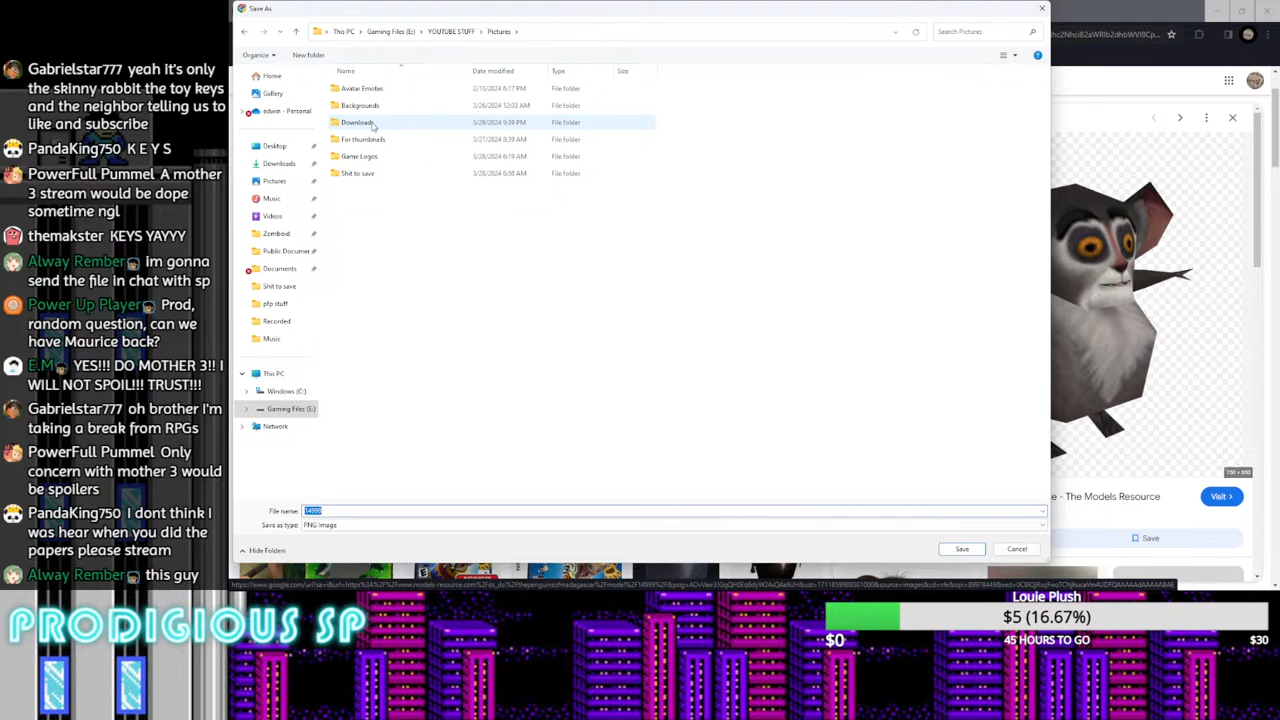 Gabrielstar777 yeah it's only
the skinny rabbit the toy keys
and the neighbor telling us to
like and subscribe
PandaKing750 K E Y S
PowerFull Pummel A mother
3 stream would be dope
sometime ngl
themakster KEYS YAYYY
Alway Rember im gonna
send the file in chat with sp
Power Up Player Prod,
random question, can we
have Maurice back?
E.M YES!!! DO MOTHER 3!! I
WILL NOT SPOIL!!! TRUST!!!
Gabrielstar777 oh brother I'm
taking a break from RPGs
PowerFull Pummel Only
concern with mother 3 would
be spoilers
PandaKing750 I dont think I
was hear when you did the
papers please stream
Alway Rember this guy
PRODIGIOUS SP
Save As
This PC > Gaming Files (E:) > YOUTUBE STUFF > Pictures >
Search Pictures
Organize
New folder
Home
Gallery
edwin - Personal
Desktop
Downloads
Pictures
Music
Videos
Zomboid
Public Documer
Documents
Shit to save
pfp stuff
Recorded
Music
This PC
Windows (C:)
Gaming Files (E:)
Network
Name Date modified Type Size
Avatar Emotes 2/13/2024 6:17 PM File folder
Backgrounds 3/26/2024 12:03 AM File folder
Downloads 3/29/2024 9:39 PM File folder
For thumbnails 3/27/2024 8:39 AM File folder
Game Logos 3/28/2024 6:19 AM File folder
Shit to save 3/28/2024 6:08 AM File folder
File name: 14999
Save as type: PNG Image
Hide Folders
Save
Cancel
750 × 650
e - The Models Resource
Visit >
Save
Louie Plush
$5 (16.67%)
$0
45 HOURS TO GO
$30